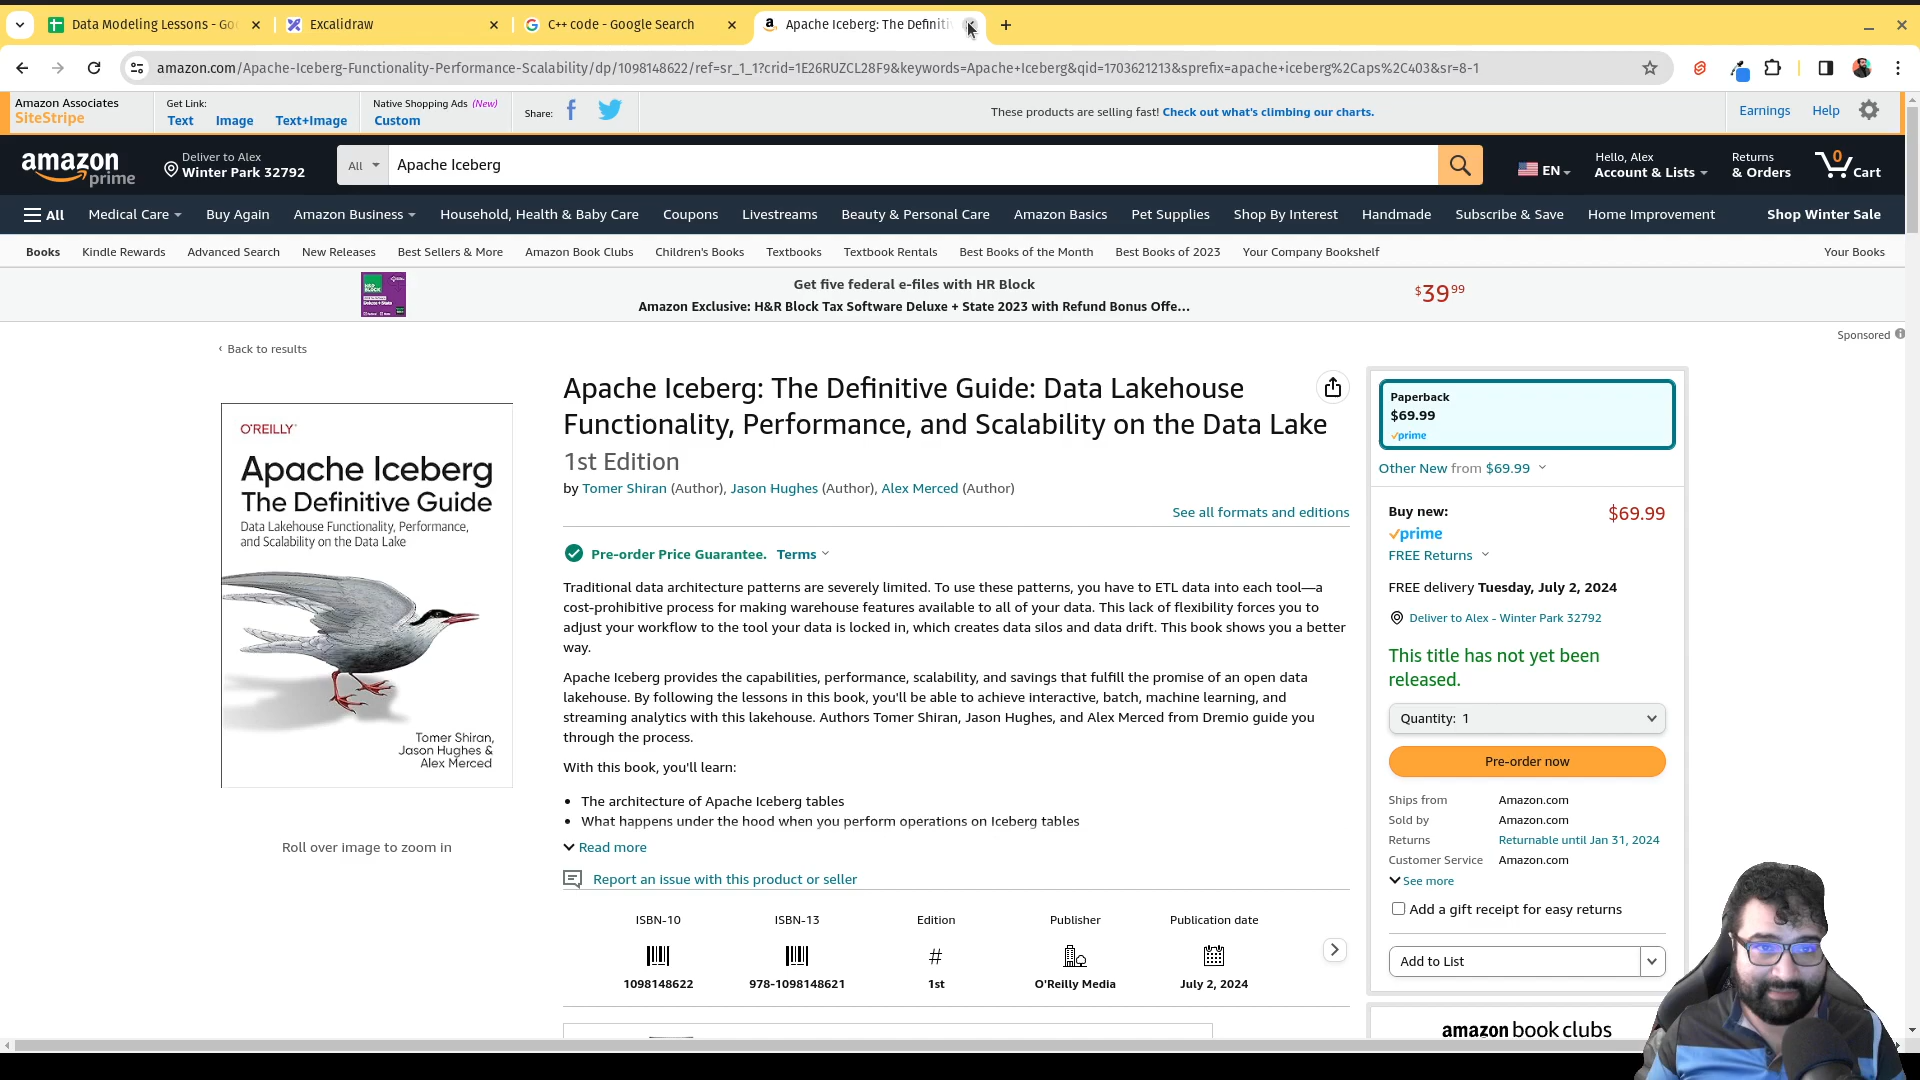 Data Modeling Lessons - Goo
Excalidraw
C++ code - Google Search
Apache Iceberg: The Definiti
amazon.com/Apache-Iceberg-Functionality-Performance-Scalability/dp/1098148622/ref=sr_1_1?crid=1E26RUZCL28F9&keywords=Apache+Iceberg&qid=1703621213&sprefix=apache+iceberg%2Caps%2C403&sr=8-1
Amazon Associates
SiteStripe
Get Link:
Text Image Text+Image
Native Shopping Ads (New)
Custom
Share:
These products are selling fast! Check out what's climbing our charts.
Earnings
Help
amazon
prime
Deliver to Alex
Winter Park 32792
All
Apache Iceberg
EN
Hello, Alex
Account & Lists
Returns
& Orders
0
Cart
All
Medical Care
Buy Again
Amazon Business
Household, Health & Baby Care
Coupons
Livestreams
Beauty & Personal Care
Amazon Basics
Pet Supplies
Shop By Interest
Handmade
Subscribe & Save
Home Improvement
Shop Winter Sale
Books
Kindle Rewards
Advanced Search
New Releases
Best Sellers & More
Amazon Book Clubs
Children's Books
Textbooks
Textbook Rentals
Best Books of the Month
Best Books of 2023
Your Company Bookshelf
Your Books
Get five federal e-files with HR Block
Amazon Exclusive: H&R Block Tax Software Deluxe + State 2023 with Refund Bonus Offe...
$39 99
Sponsored
‹ Back to results
O'REILLY
Apache Iceberg
The Definitive Guide
Data Lakehouse Functionality, Performance,
and Scalability on the Data Lake
Tomer Shiran,
Jason Hughes &
Alex Merced
Roll over image to zoom in
Apache Iceberg: The Definitive Guide: Data Lakehouse
Functionality, Performance, and Scalability on the Data Lake
1st Edition
by Tomer Shiran (Author), Jason Hughes (Author), Alex Merced (Author)
See all formats and editions
Pre-order Price Guarantee. Terms
Traditional data architecture patterns are severely limited. To use these patterns, you have to ETL data into each tool—a
cost-prohibitive process for making warehouse features available to all of your data. This lack of flexibility forces you to
adjust your workflow to the tool your data is locked in, which creates data silos and data drift. This book shows you a better
way.
Apache Iceberg provides the capabilities, performance, scalability, and savings that fulfill the promise of an open data
lakehouse. By following the lessons in this book, you'll be able to achieve interactive, batch, machine learning, and
streaming analytics with this lakehouse. Authors Tomer Shiran, Jason Hughes, and Alex Merced from Dremio guide you
through the process.
With this book, you'll learn:
• The architecture of Apache Iceberg tables
• What happens under the hood when you perform operations on Iceberg tables
Read more
Report an issue with this product or seller
ISBN-10
1098148622
ISBN-13
978-1098148621
Edition
#
1st
Publisher
O'Reilly Media
Publication date
July 2, 2024
Paperback
$69.99
prime
Other New from $69.99
Buy new:
$69.99
prime
FREE Returns
FREE delivery Tuesday, July 2, 2024
Deliver to Alex - Winter Park 32792
This title has not yet been
released.
Quantity: 1
Pre-order now
Ships from Amazon.com
Sold by Amazon.com
Returns Returnable until Jan 31, 2024
Customer Service Amazon.com
See more
Add a gift receipt for easy returns
Add to List
amazon book clubs